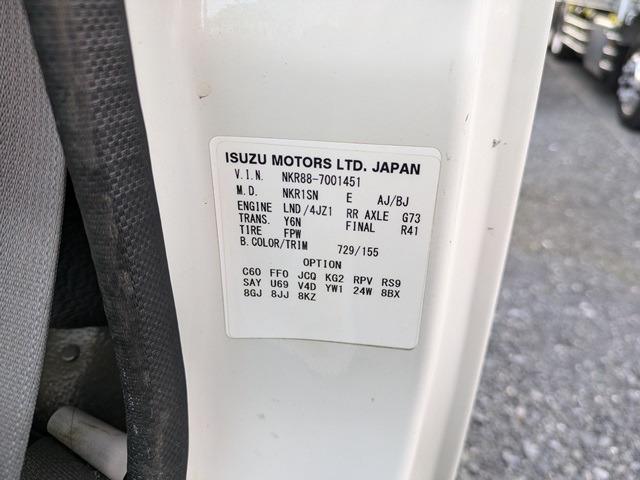 ISUZU MOTORS LTD. JAPAN
V.I.N. NKR88-7001451
M.D. NKR1SN E AJ/BJ
ENGINE LND/4JZ1 RR AXLE G73
TRANS. Y6N FINAL R41
TIRE FPW
B.COLOR/TRIM 729/155
OPTION
C60 FF0 JCQ KG2 RPV RS9
SAY U69 V4D YW1 24W 8BX
8GJ 8JJ 8KZ